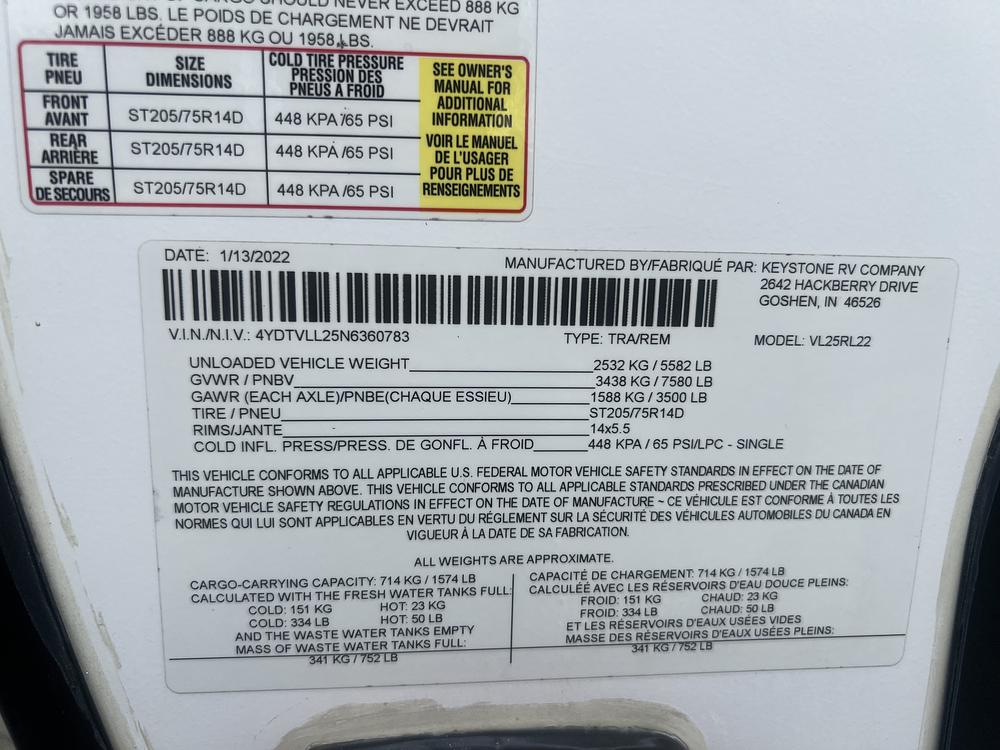 OF CARGO SHOULD NEVER EXCEED 888 KG
OR 1958 LBS. LE POIDS DE CHARGEMENT NE DEVRAIT
JAMAIS EXCÉDER 888 KG OU 1958 LBS.
TIRE PNEU SIZE DIMENSIONS COLD TIRE PRESSURE PRESSION DES PNEUS A FROID
FRONT AVANT ST205/75R14D 448 KPA /65 PSI
REAR ARRIÈRE ST205/75R14D 448 KPA /65 PSI
SPARE DE SECOURS ST205/75R14D 448 KPA /65 PSI
SEE OWNER'S
MANUAL FOR
ADDITIONAL
INFORMATION
VOIR LE MANUEL
DE L'USAGER
POUR PLUS DE
RENSEIGNEMENTS
DATE: 1/13/2022
MANUFACTURED BY/FABRIQUÉ PAR: KEYSTONE RV COMPANY
2642 HACKBERRY DRIVE
GOSHEN, IN 46526
V.I.N./N.I.V.: 4YDTVLL25N6360783 TYPE: TRA/REM MODEL: VL25RL22
UNLOADED VEHICLE WEIGHT 2532 KG / 5582 LB
GVWR / PNBV 3438 KG / 7580 LB
GAWR (EACH AXLE)/PNBE(CHAQUE ESSIEU) 1588 KG / 3500 LB
TIRE / PNEU ST205/75R14D
RIMS/JANTE 14x5.5
COLD INFL. PRESS/PRESS. DE GONFL. À FROID 448 KPA / 65 PSI/LPC - SINGLE
THIS VEHICLE CONFORMS TO ALL APPLICABLE U.S. FEDERAL MOTOR VEHICLE SAFETY STANDARDS IN EFFECT ON THE DATE OF
MANUFACTURE SHOWN ABOVE. THIS VEHICLE CONFORMS TO ALL APPLICABLE STANDARDS PRESCRIBED UNDER THE CANADIAN
MOTOR VEHICLE SAFETY REGULATIONS IN EFFECT ON THE DATE OF MANUFACTURE ~ CE VÉHICULE EST CONFORME À TOUTES LES
NORMES QUI LUI SONT APPLICABLES EN VERTU DU RÉGLEMENT SUR LA SÉCURITÉ DES VÉHICULES AUTOMOBILES DU CANADA EN
VIGUEUR À LA DATE DE SA FABRICATION.
ALL WEIGHTS ARE APPROXIMATE.
CARGO-CARRYING CAPACITY: 714 KG / 1574 LB
CALCULATED WITH THE FRESH WATER TANKS FULL:
COLD: 151 KG HOT: 23 KG
COLD: 334 LB HOT: 50 LB
AND THE WASTE WATER TANKS EMPTY
MASS OF WASTE WATER TANKS FULL:
341 KG / 752 LB
CAPACITÉ DE CHARGEMENT: 714 KG / 1574 LB
CALCULÉE AVEC LES RÉSERVOIRS D'EAU DOUCE PLEINS:
FROID: 151 KG CHAUD: 23 KG
FROID: 334 LB CHAUD: 50 LB
ET LES RÉSERVOIRS D'EAUX USÉES VIDES
MASSE DES RÉSERVOIRS D'EAUX USÉES PLEINS:
341 KG / 752 LB